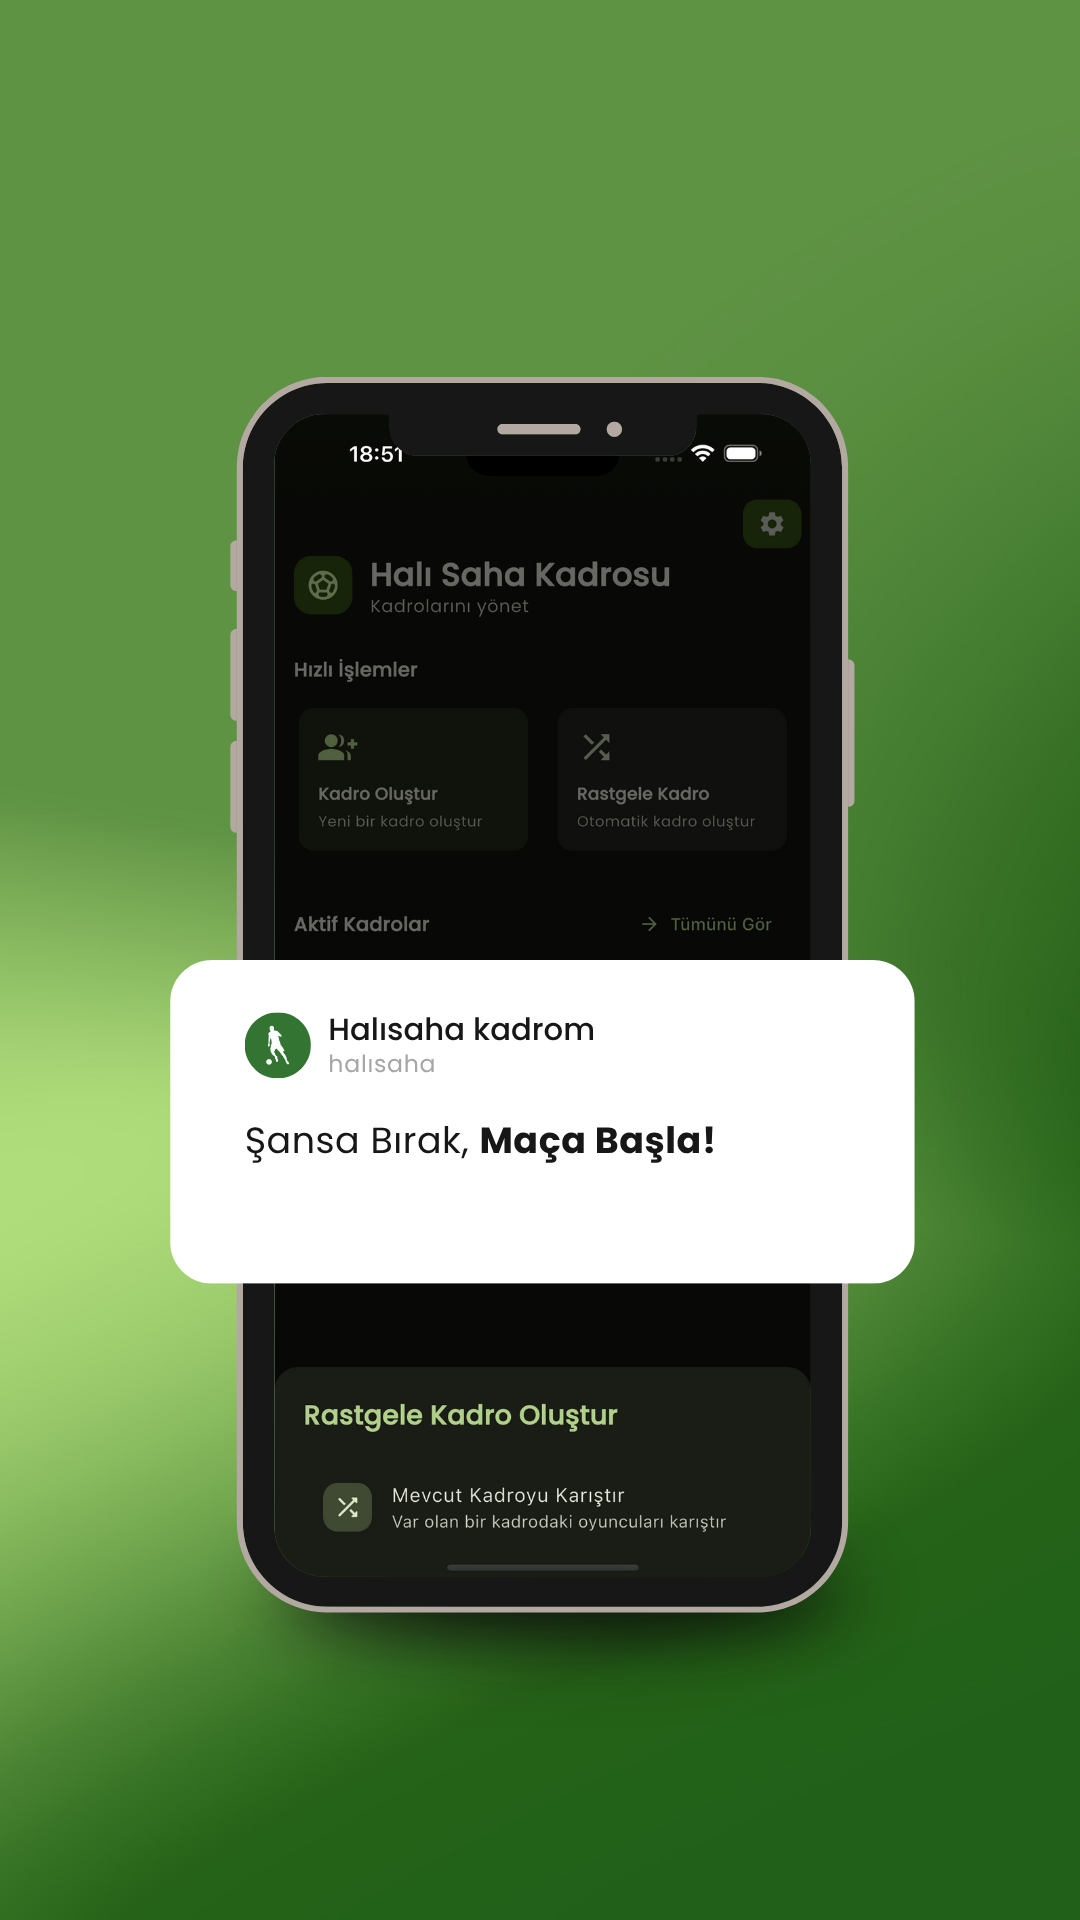 18:51
Halı Saha Kadrosu
Kadrolarını yönet
Hızlı İşlemler
Kadro Oluştur
Yeni bir kadro oluştur
Rastgele Kadro
Otomatik kadro oluştur
Aktif Kadrolar
Tümünü Gör
Halısaha kadrom
halısaha
Şansa Bırak, Maça Başla!
Rastgele Kadro Oluştur
Mevcut Kadroyu Karıştır
Var olan bir kadrodaki oyuncuları karıştır